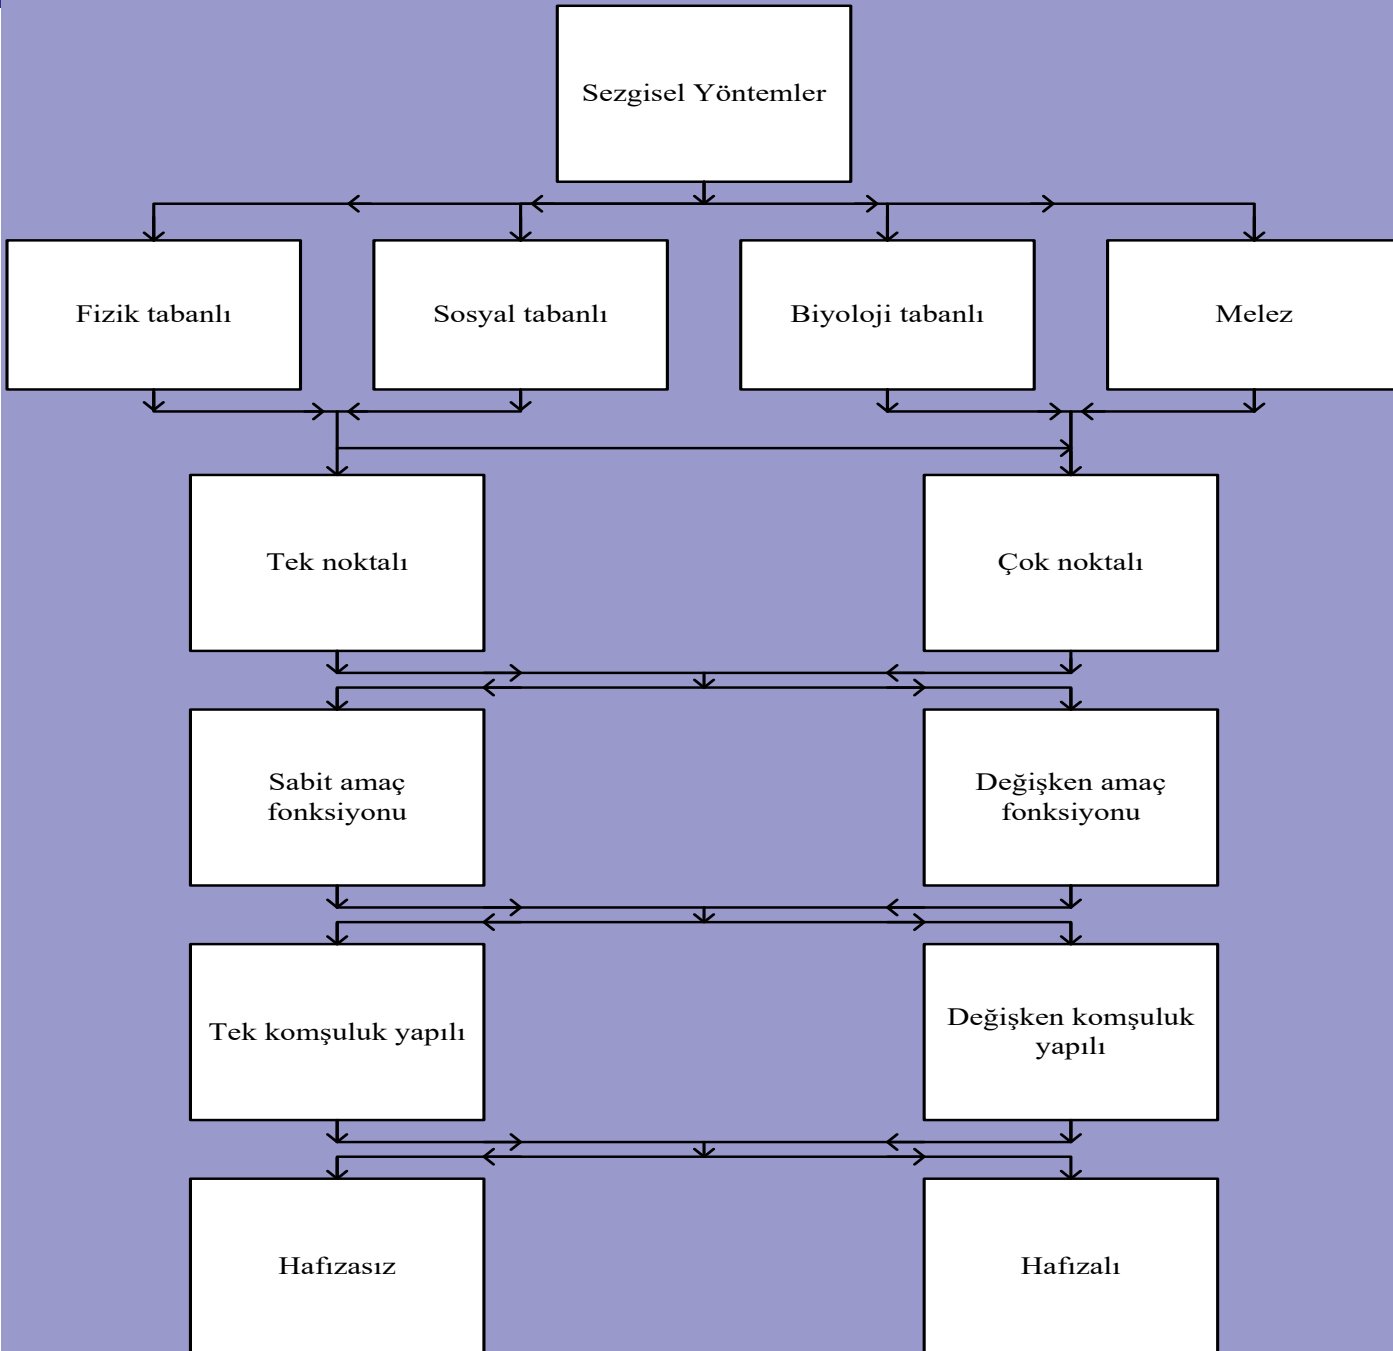 Sezgisel Yöntemler
Fizik tabanlı
Sosyal tabanlı
Biyoloji tabanlı
Melez
Tek noktalı
Çok noktalı
Sabit amaç
fonksiyonu
Değişken amaç
fonksiyonu
Tek komşuluk yapılı
Değişken komşuluk
yapılı
Hafızasız
Hafızalı